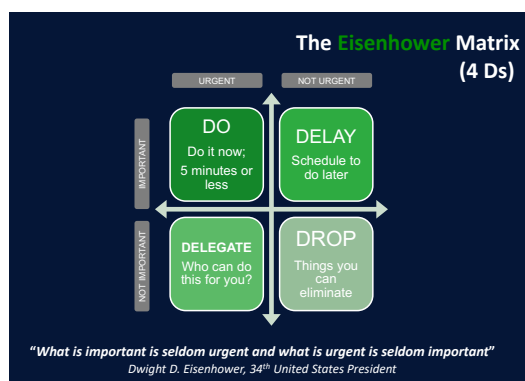 The Eisenhower Matrix
(4 Ds)
URGENT
NOT URGENT
IMPORTANT
DO
Do it now;
5 minutes or
less
DELAY
Schedule to
do later
NOT IMPORTANT
DELEGATE
Who can do
this for you?
DROP
Things you
can
eliminate
“What is important is seldom urgent and what is urgent is seldom important”
Dwight D. Eisenhower, 34th United States President